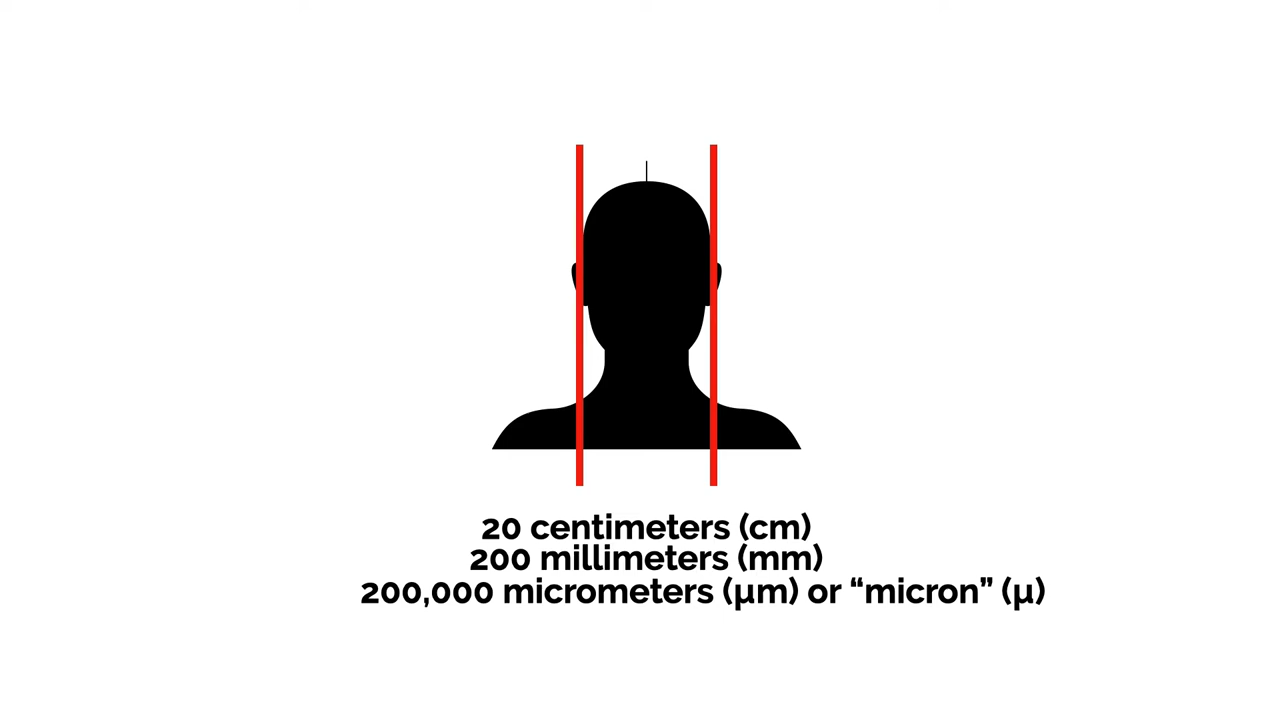 20 centimeters (cm)
200 millimeters (mm)
200,000 micrometers (µm) or “micron” (µ)